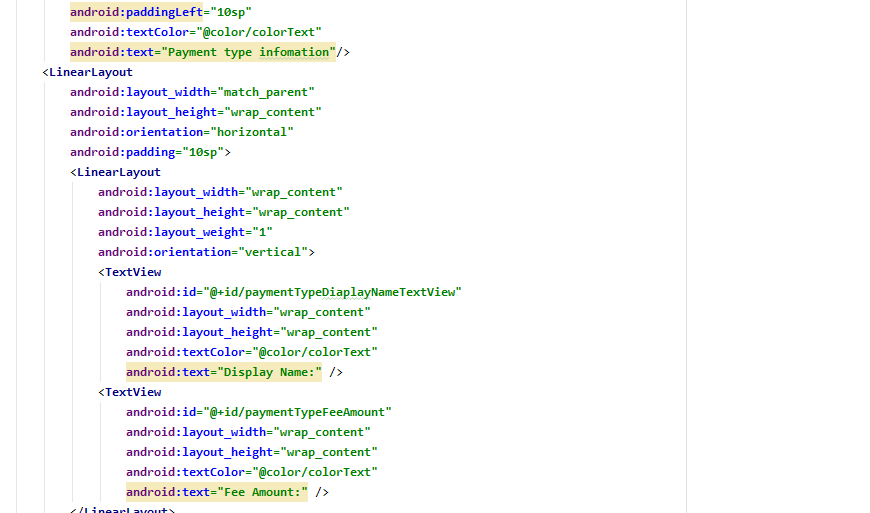 android:paddingLeft="10sp"
android:textColor="@color/colorText"
android:text="Payment type infomation"/>
<LinearLayout
android:layout_width="match_parent"
android:layout_height="wrap_content"
android:orientation="horizontal"
android:padding="10sp">
<LinearLayout
android:layout_width="wrap_content"
android:layout_height="wrap_content"
android:layout_weight="1"
android:orientation="vertical">
<TextView
android:id="@+id/paymentTypeDiaplayNameTextView"
android:layout_width="wrap_content"
android:layout_height="wrap_content"
android:textColor="@color/colorText"
android:text="Display Name:" />
<TextView
android:id="@+id/paymentTypeFeeAmount"
android:layout_width="wrap_content"
android:layout_height="wrap_content"
android:textColor="@color/colorText"
android:text="Fee Amount:" />
</LinearLayout>